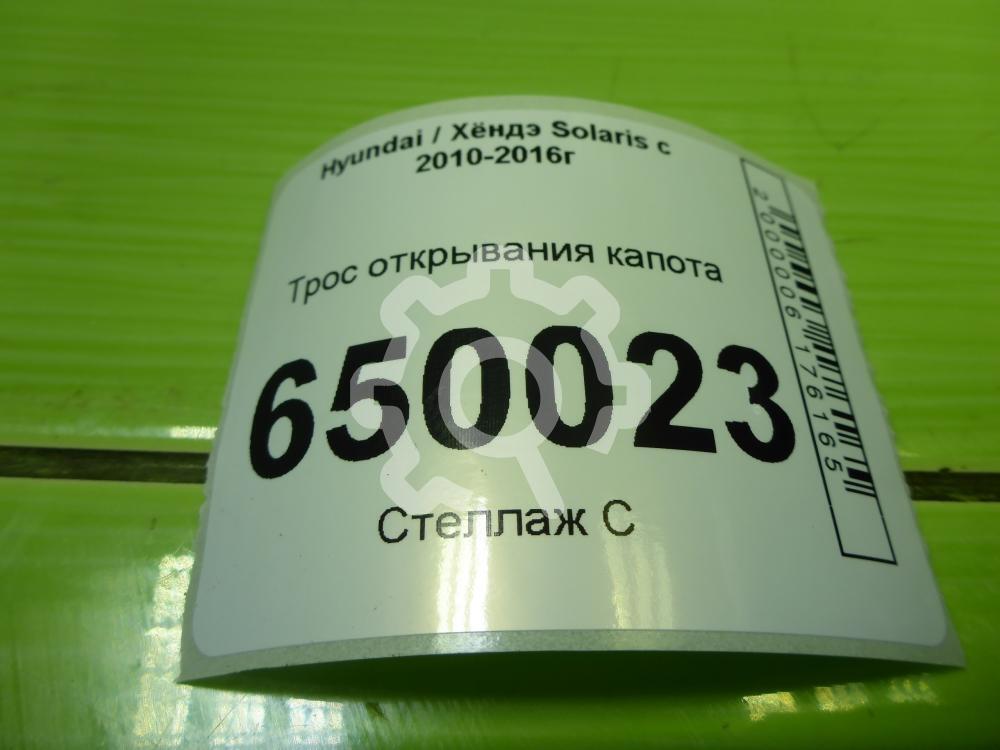 Hyundai / Хёндэ Solaris с
2010-2016г
Трос открывания капота
650023
Стеллаж С
2000006176165